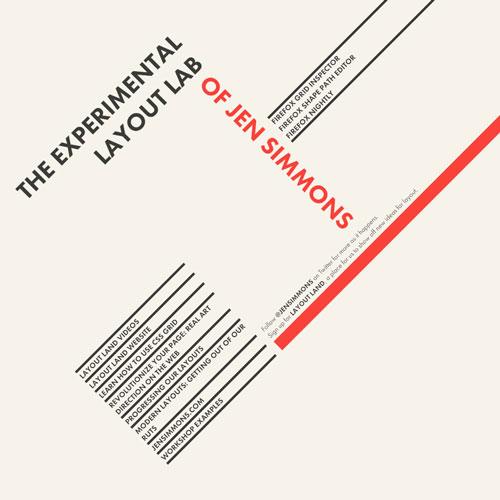 THE EXPERIMENTAL
LAYOUT LAB
OF JEN SIMMONS
FIREFOX GRID INSPECTOR
FIREFOX SHAPE PATH EDITOR
FIREFOX NIGHTLY
Follow @JENSIMMONS on Twitter for more as it happens.
Sign up for LAYOUT LAND, a place for us to show off new ideas for layout.
LAYOUT LAND VIDEOS
LAYOUT LAND WEBSITE
LEARN HOW TO USE CSS GRID
REVOLUTIONIZE YOUR PAGE: REAL ART
DIRECTION ON THE WEB
PROGRESSING OUR LAYOUTS
MODERN LAYOUTS: GETTING OUT OF OUR
RUTS
JENSIMMONS.COM
WORKSHOP EXAMPLES